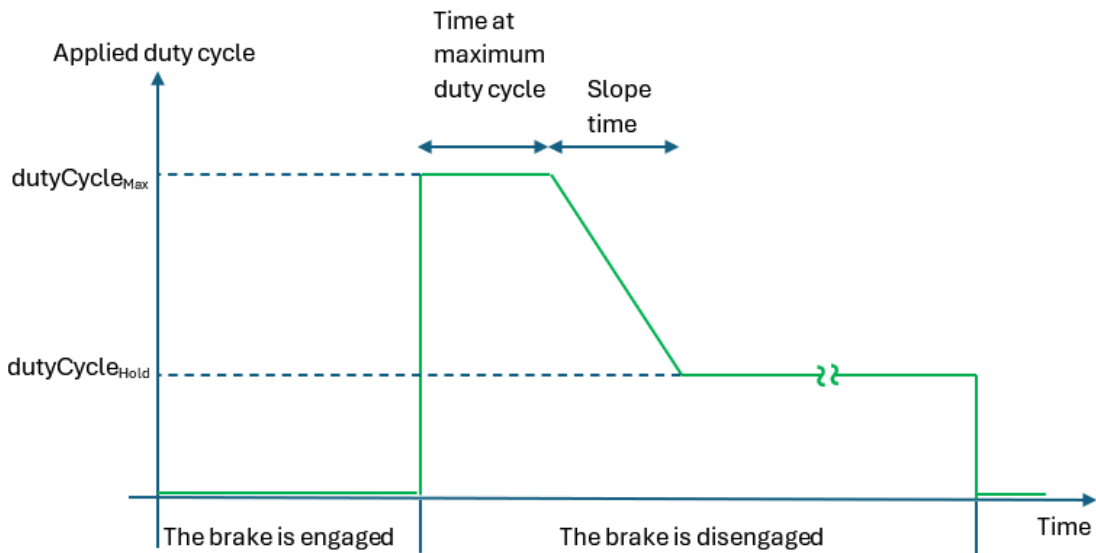 Applied duty cycle
Time at
maximum
duty cycle
Slope
time
dutyCycleMax
dutyCycleHold
The brake is engaged
The brake is disengaged
Time